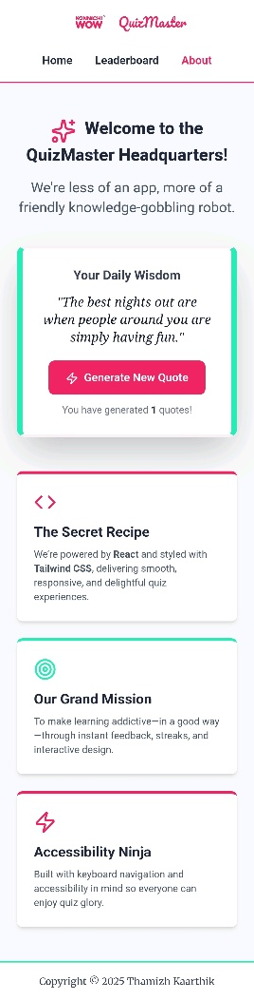 KONNICHI WOW QuizMaster
Home Leaderboard About
Welcome to the
QuizMaster Headquarters!
We're less of an app, more of a
friendly knowledge-gobbling robot.
Your Daily Wisdom
"The best nights out are
when people around you are
simply having fun."
Generate New Quote
You have generated 1 quotes!
The Secret Recipe
We're powered by React and styled with
Tailwind CSS, delivering smooth,
responsive, and delightful quiz
experiences.
Our Grand Mission
To make learning addictive—in a good way
—through instant feedback, streaks, and
interactive design.
Accessibility Ninja
Built with keyboard navigation and
accessibility in mind so everyone can
enjoy quiz glory.
Copyright © 2025 Thamizh Kaarthik